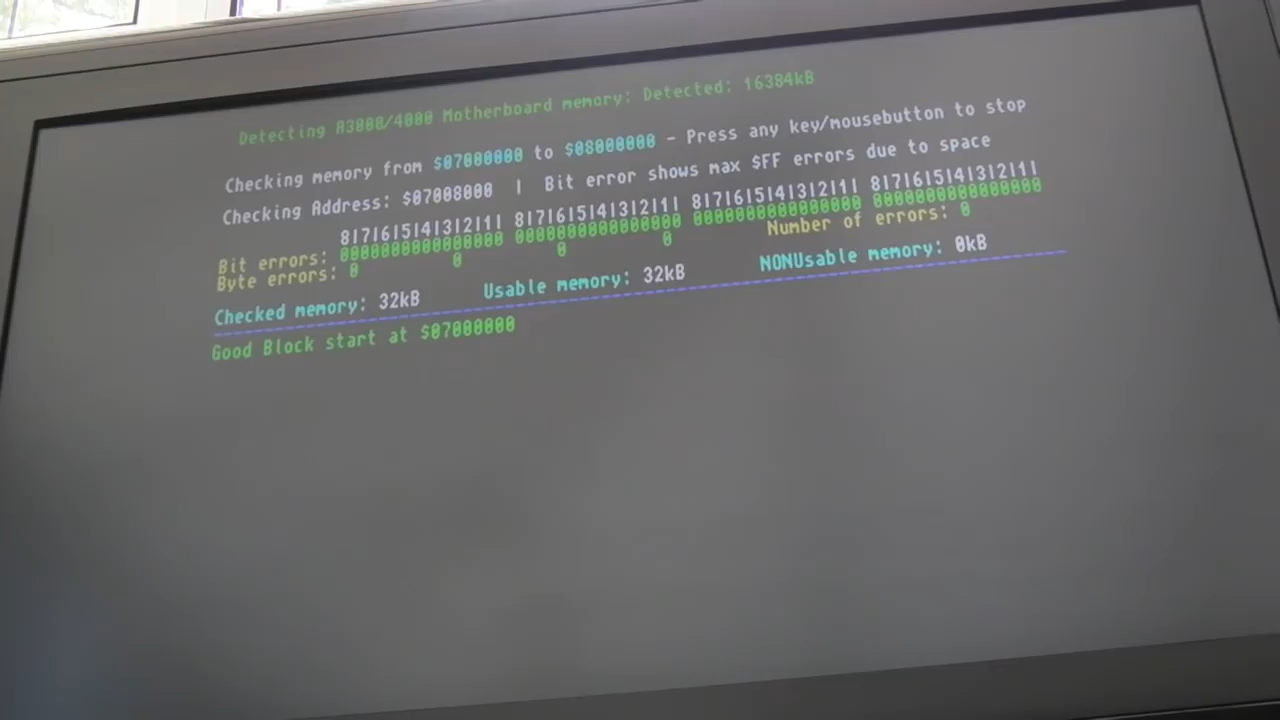 Detecting A3000/4000 Motherboard memory: Detected: 16384kB
Checking memory from $07000000 to $08000000 - Press any key/mousebutton to stop
Checking Address: $07008000 | Bit error shows max $FF errors due to space
8|7|6|5|4|3|2|1| 8|7|6|5|4|3|2|1| 8|7|6|5|4|3|2|1| 8|7|6|5|4|3|2|1|
Bit errors: 0000000000000000 0000000000000000 0000000000000000 0000000000000000
Byte errors: 0 0 0 0 Number of errors: 0
Checked memory: 32kB Usable memory: 32kB NONUsable memory: 0kB
Good Block start at $07000000